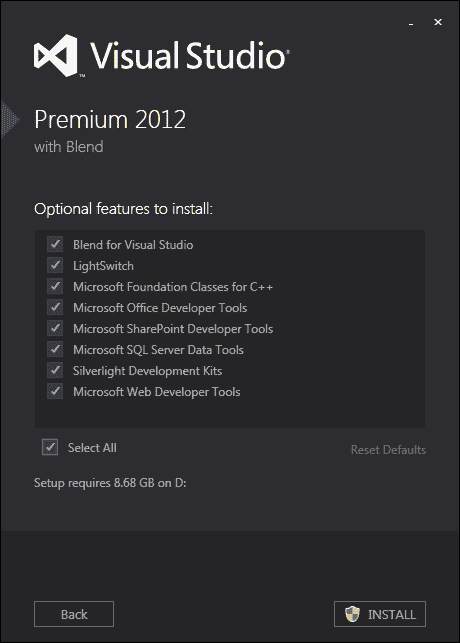 Visual Studio
Premium 2012
with Blend
Optional features to install:
Blend for Visual Studio
LightSwitch
Microsoft Foundation Classes for C++
Microsoft Office Developer Tools
Microsoft SharePoint Developer Tools
Microsoft SQL Server Data Tools
Silverlight Development Kits
Microsoft Web Developer Tools
Select All
Reset Defaults
Setup requires 8.68 GB on D:
Back
INSTALL